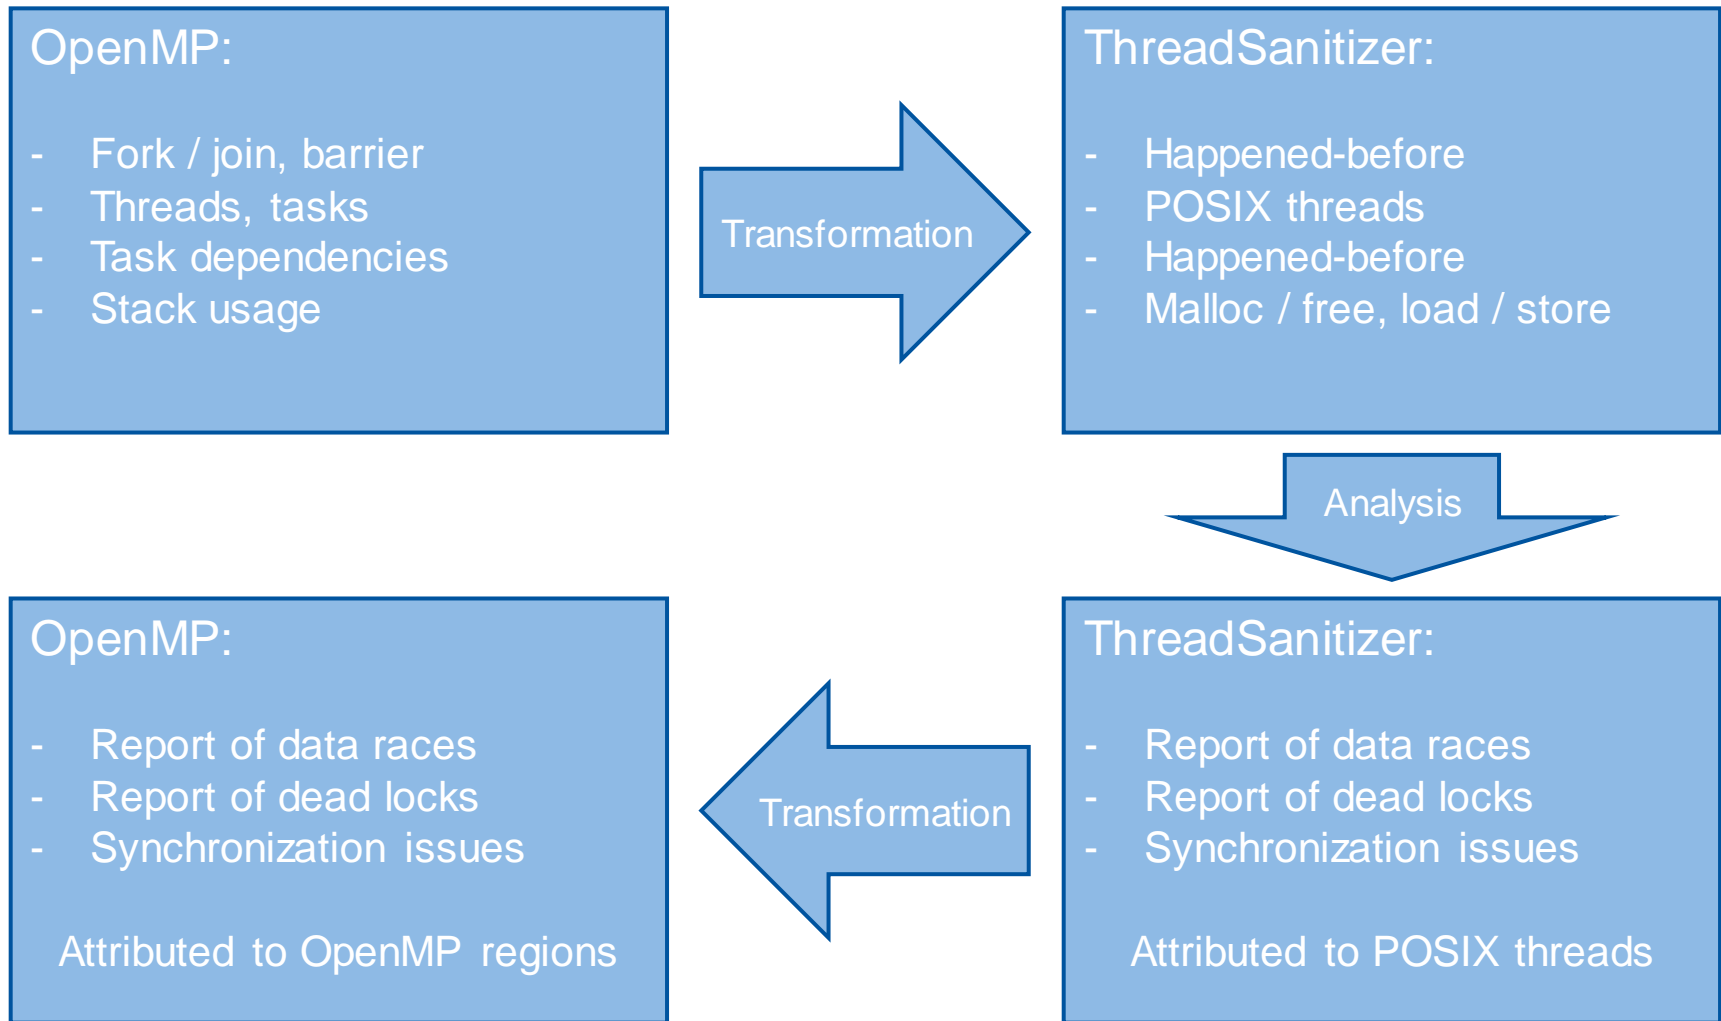 OpenMP:
- Fork / join, barrier
- Threads, tasks
- Task dependencies
- Stack usage
Transformation
ThreadSanitizer:
- Happened-before
- POSIX threads
- Happened-before
- Malloc / free, load / store
Analysis
ThreadSanitizer:
- Report of data races
- Report of dead locks
- Synchronization issues
Attributed to POSIX threads
Transformation
OpenMP:
- Report of data races
- Report of dead locks
- Synchronization issues
Attributed to OpenMP regions